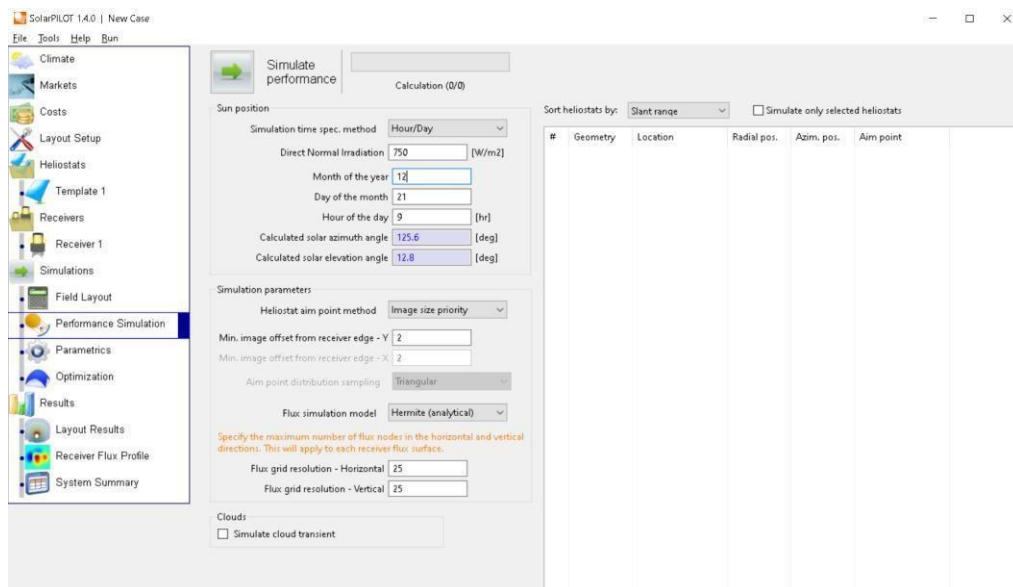 SolarPILOT 1.4.0 | New Case
File Tools Help Run
Climate
Markets
Costs
Layout Setup
Heliostats
Template 1
Receivers
Receiver 1
Simulations
Field Layout
Performance Simulation
Parametrics
Optimization
Results
Layout Results
Receiver Flux Profile
System Summary
Simulate performance
Calculation (0/0)
Sun position
Simulation time spec. method Hour/Day
Direct Normal Irradiation 750 [W/m2]
Month of the year 12
Day of the month 21
Hour of the day 9 [hr]
Calculated solar azimuth angle 125.6 [deg]
Calculated solar elevation angle 12.8 [deg]
Simulation parameters
Heliostat aim point method Image size priority
Min. image offset from receiver edge - Y 2
Min. image offset from receiver edge - X 2
Aim point distribution sampling Triangular
Flux simulation model Hermite (analytical)
Specify the maximum number of flux nodes in the horizontal and vertical
directions. This will apply to each receiver flux surface.
Flux grid resolution - Horizontal 25
Flux grid resolution - Vertical 25
Clouds
Simulate cloud transient
Sort heliostats by: Slant range Simulate only selected heliostats
# Geometry Location Radial pos. Azim. pos. Aim point